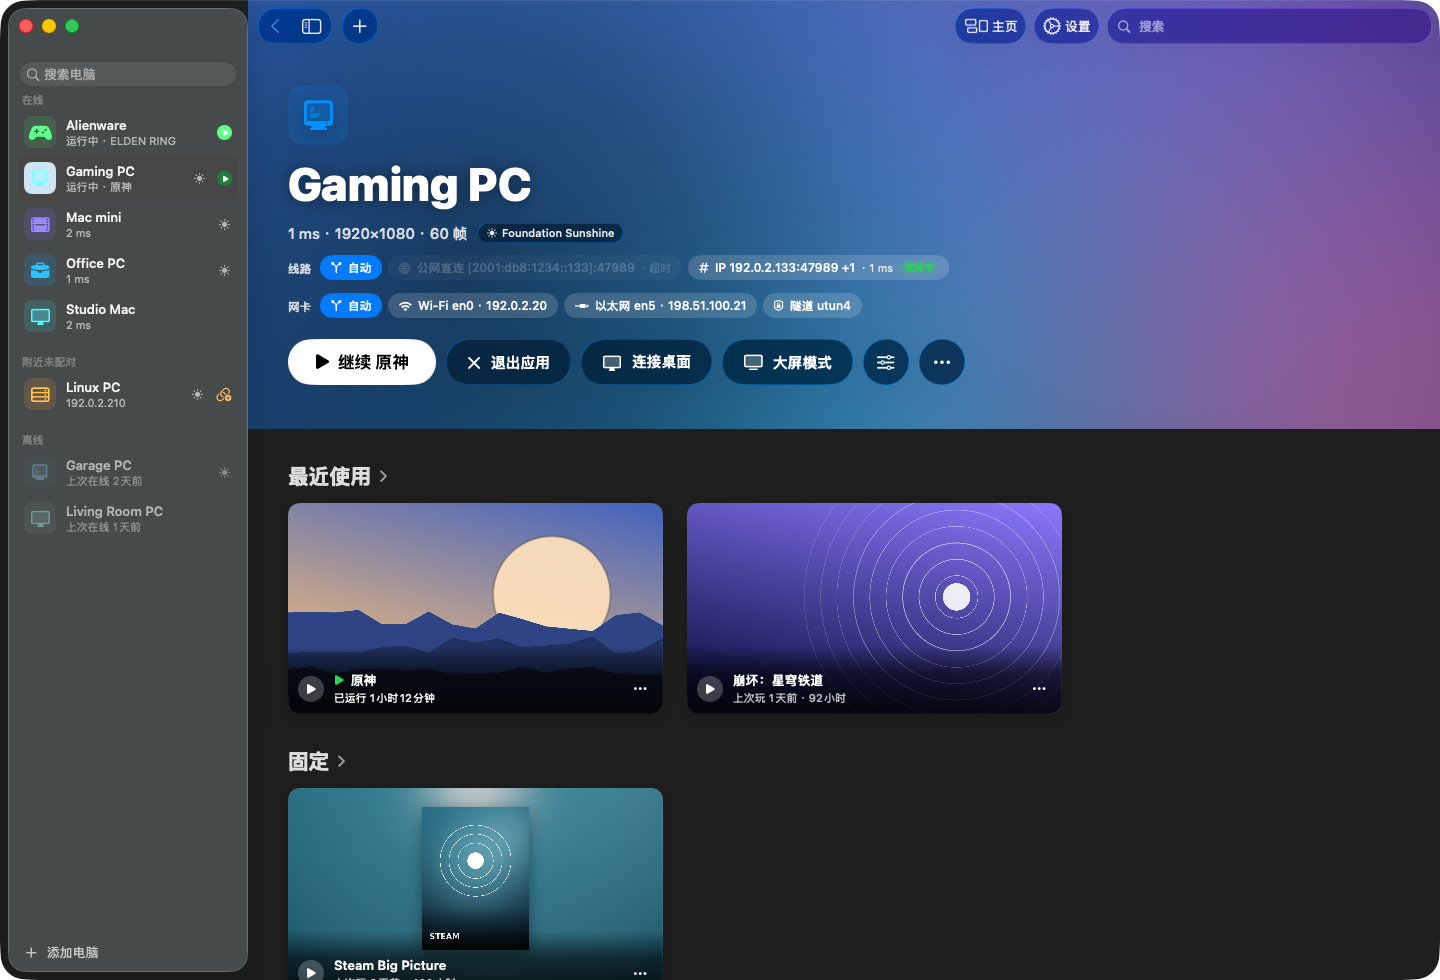 搜索电脑
在线
Alienware
运行中 · ELDEN RING
Gaming PC
运行中 · 原神
Mac mini
2 ms
Office PC
1 ms
Studio Mac
2 ms
附近未配对
Linux PC
192.0.2.210
离线
Garage PC
上次在线 2天前
Living Room PC
上次在线 1天前
添加电脑
主页
设置
搜索
Gaming PC
1 ms · 1920×1080 · 60 帧
Foundation Sunshine
线路 自动 公网直连 [2001:db8:1234::133]:47989 · 超时 # IP 192.0.2.133:47989 +1 · 1 ms 使用中
网卡 自动 Wi-Fi en0 · 192.0.2.20 以太网 en5 · 198.51.100.21 隧道 utun4
继续 原神 退出应用 连接桌面 大屏模式
最近使用
原神
已运行 1小时12分钟
崩坏：星穹铁道
上次玩 1天前 · 92小时
固定
STEAM
Steam Big Picture